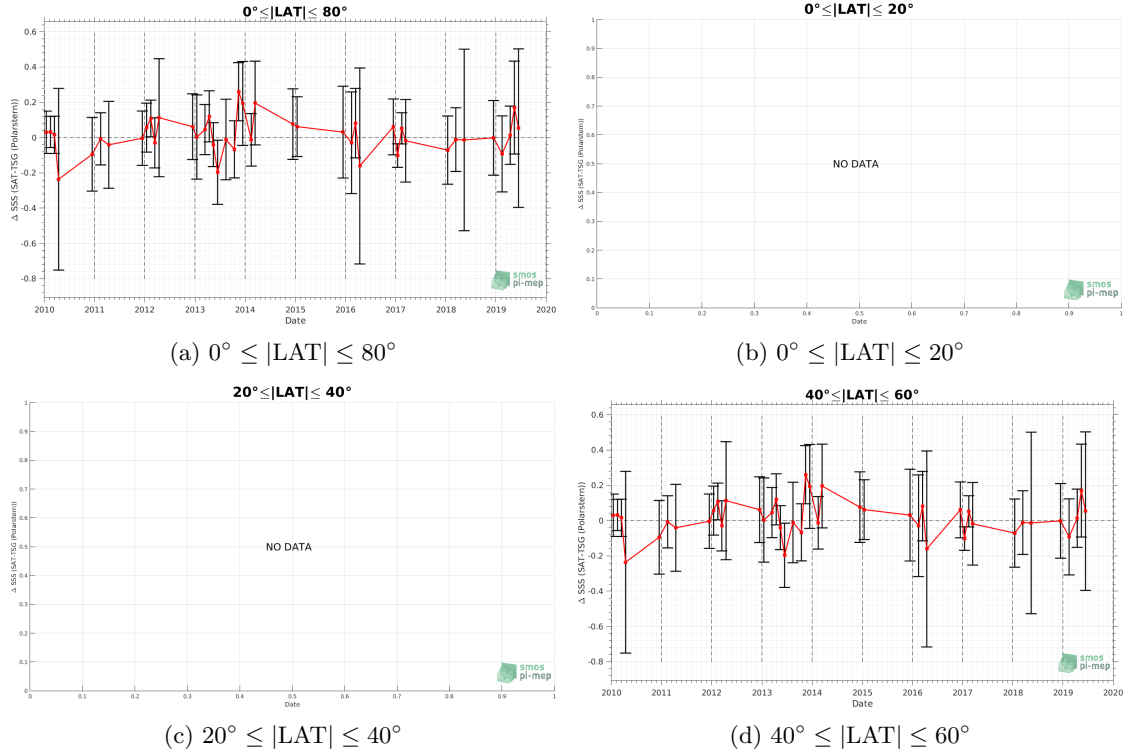 0°≤|LAT|≤ 80°
Δ SSS (SAT-TSG (Polarstern))
0.6
0.4
0.2
0
-0.2
-0.4
-0.6
-0.8
2010 2011 2012 2013 2014 2015 2016 2017 2018 2019 2020
Date
smos
pi-mep
(a) 0° ≤ |LAT| ≤ 80°
0°≤|LAT|≤ 20°
Δ SSS (SAT-TSG (Polarstern))
1
0.9
0.8
0.7
0.6
0.5
0.4
0.3
0.2
0.1
0
NO DATA
0 0.1 0.2 0.3 0.4 0.5 0.6 0.7 0.8 0.9 1
Date
smos
pi-mep
(b) 0° ≤ |LAT| ≤ 20°
20°≤|LAT|≤ 40°
Δ SSS (SAT-TSG (Polarstern))
1
0.9
0.8
0.7
0.6
0.5
0.4
0.3
0.2
0.1
0
NO DATA
0 0.1 0.2 0.3 0.4 0.5 0.6 0.7 0.8 0.9 1
Date
smos
pi-mep
(c) 20° ≤ |LAT| ≤ 40°
40°≤|LAT|≤ 60°
Δ SSS (SAT-TSG (Polarstern))
0.6
0.4
0.2
0
-0.2
-0.4
-0.6
-0.8
2010 2011 2012 2013 2014 2015 2016 2017 2018 2019 2020
Date
smos
pi-mep
(d) 40° ≤ |LAT| ≤ 60°